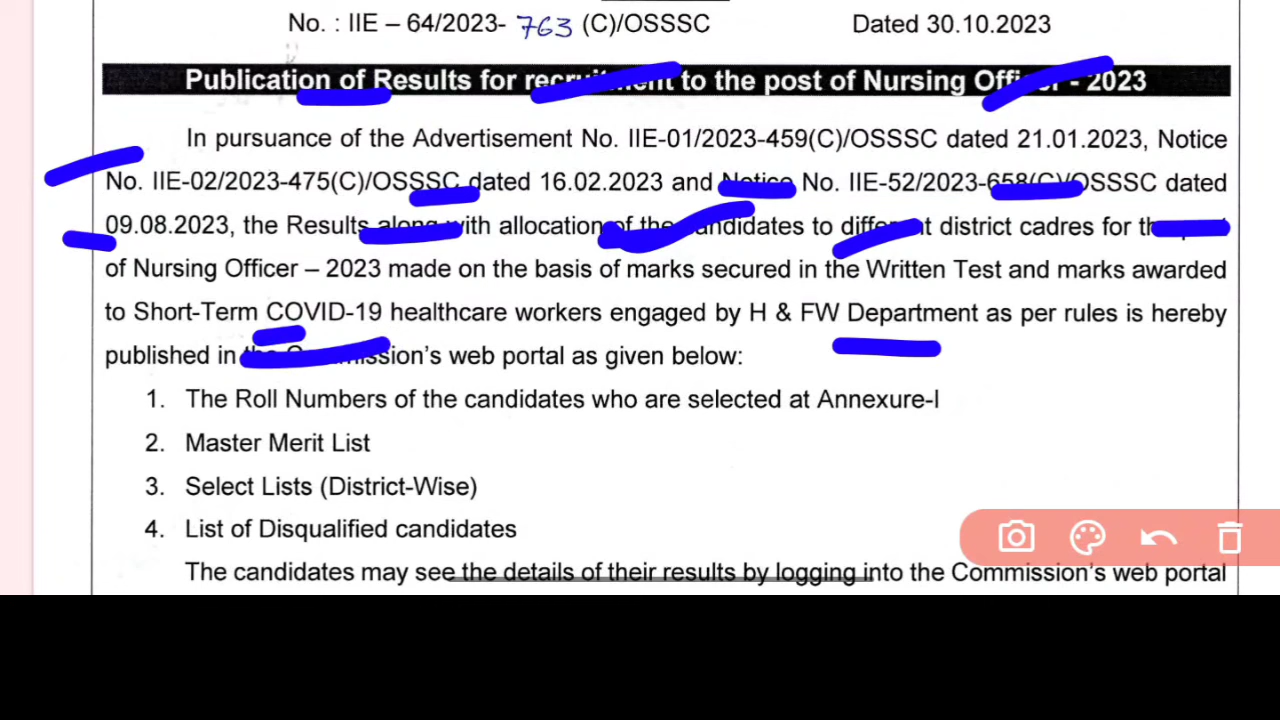 No. : IIE – 64/2023- 763 (C)/OSSSC Dated 30.10.2023
Publication of Results for recruitment to the post of Nursing Officer - 2023
In pursuance of the Advertisement No. IIE-01/2023-459(C)/OSSSC dated 21.01.2023, Notice
No. IIE-02/2023-475(C)/OSSSC dated 16.02.2023 and Notice No. IIE-52/2023-658(C)/OSSSC dated
09.08.2023, the Results along with allocation of the candidates to different district cadres for the
of Nursing Officer – 2023 made on the basis of marks secured in the Written Test and marks awarded
to Short-Term COVID-19 healthcare workers engaged by H & FW Department as per rules is hereby
published in the Commission's web portal as given below:
1. The Roll Numbers of the candidates who are selected at Annexure-I
2. Master Merit List
3. Select Lists (District-Wise)
4. List of Disqualified candidates
The candidates may see the details of their results by logging into the Commission's web portal